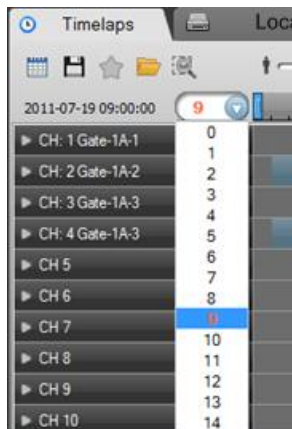 Timelaps
Loca
2011-07-19 09:00:00
9
0
1
2
3
4
5
6
7
8
9
10
11
12
13
14
CH: 1 Gate-1A-1
CH: 2 Gate-1A-2
CH: 3 Gate-1A-3
CH: 4 Gate-1A-3
CH 5
CH 6
CH 7
CH 8
CH 9
CH 10